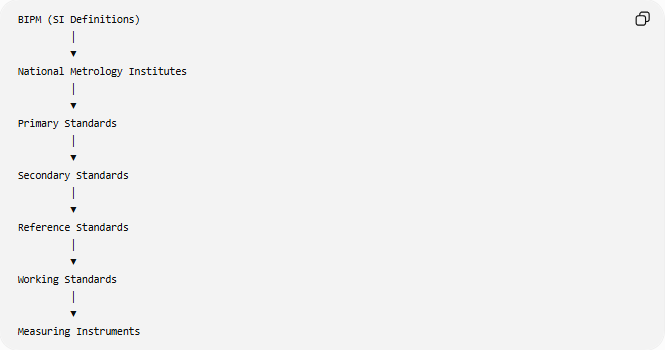 BIPM (SI Definitions)
│
▼
National Metrology Institutes
│
▼
Primary Standards
│
▼
Secondary Standards
│
▼
Reference Standards
│
▼
Working Standards
│
▼
Measuring Instruments